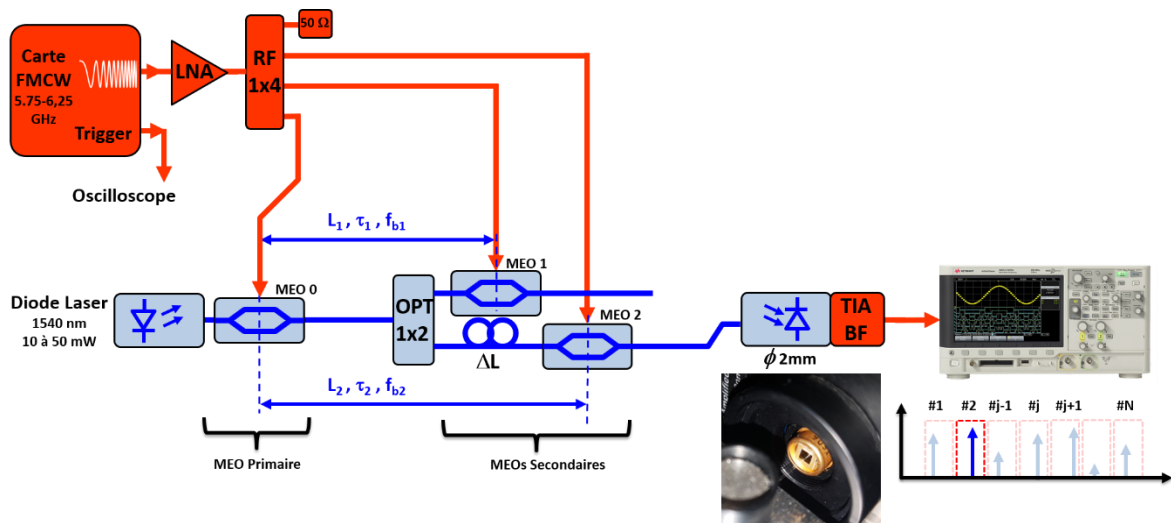 Carte
FMCW
5.75-6,25
GHz
Trigger
LNA
RF
1x4
50 Ω
Oscilloscope
L1 , τ1 , fb1
MEO 1
MEO 0
Diode Laser
1540 nm
10 à 50 mW
OPT
1x2
MEO 2
ΔL
TIA
BF
ϕ 2mm
L2 , τ2 , fb2
MEO Primaire
MEOs Secondaires
#1 #2 #j-1 #j #j+1 #N